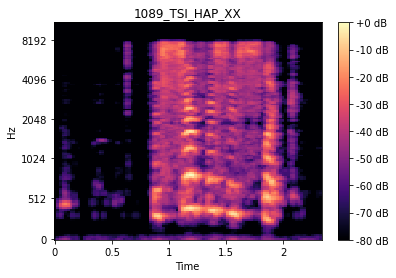 1089_TSI_HAP_XX
Hz
8192
4096
2048
1024
512
0
0
0.5
1
1.5
2
Time
+0 dB
-10 dB
-20 dB
-30 dB
-40 dB
-50 dB
-60 dB
-70 dB
-80 dB